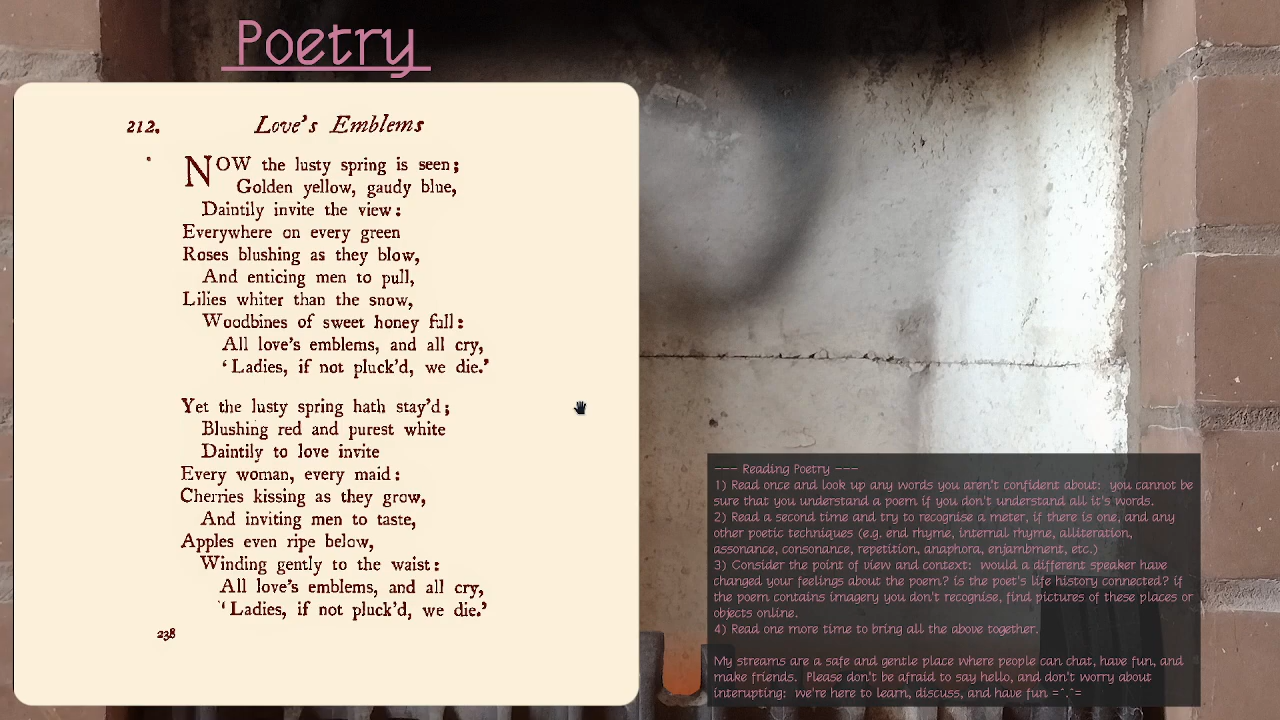 Poetry
212. Love's Emblems
NOW the lusty spring is seen;
Golden yellow, gaudy blue,
Daintily invite the view:
Everywhere on every green
Roses blushing as they blow,
And enticing men to pull,
Lilies whiter than the snow,
Woodbines of sweet honey full:
All love's emblems, and all cry,
'Ladies, if not pluck'd, we die.'
Yet the lusty spring hath stay'd;
Blushing red and purest white
Daintily to love invite
Every woman, every maid:
Cherries kissing as they grow,
And inviting men to taste,
Apples even ripe below,
Winding gently to the waist:
All love's emblems, and all cry,
'Ladies, if not pluck'd, we die.'
238
--- Reading Poetry ---
1) Read once and look up any words you aren't confident about: you cannot be
sure that you understand a poem if you don't understand all it's words.
2) Read a second time and try to recognise a meter, if there is one, and any
other poetic techniques (e.g. end rhyme, internal rhyme, alliteration,
assonance, consonance, repetition, anaphora, enjambment, etc.)
3) Consider the point of view and context: would a different speaker have
changed your feelings about the poem? is the poet's life history connected? if
the poem contains imagery you don't recognise, find pictures of these places or
objects online.
4) Read one more time to bring all the above together.
My streams are a safe and gentle place where people can chat, have fun, and
make friends. Please don't be afraid to say hello, and don't worry about
interupting: we're here to learn, discuss, and have fun =^.^=